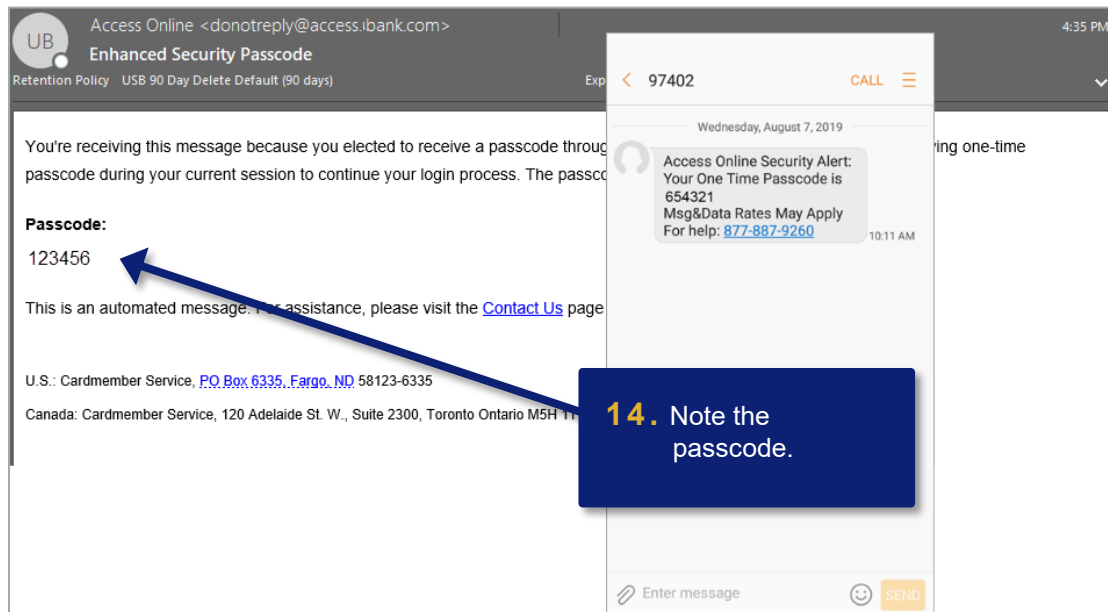 UB
Access Online <donotreply@access.ubank.com>
4:35 PM
Enhanced Security Passcode
Retention Policy USB 90 Day Delete Default (90 days)
You're receiving this message because you elected to receive a passcode
one-time
passcode during your current session to continue your login process. The
Passcode:
123456
This is an automated message. For assistance, please visit the Contact Us page
U.S.: Cardmember Service, PO Box 6335, Fargo, ND 58123-6335
Canada: Cardmember Service, 120 Adelaide St. W., Suite 2300, Toronto Ontario M5H
97402
CALL
Wednesday, August 7, 2019
Access Online Security Alert:
Your One Time Passcode is
654321
Msg&Data Rates May Apply
For help: 877-887-9260
10:11 AM
14. Note the
passcode.
Enter message
SEND